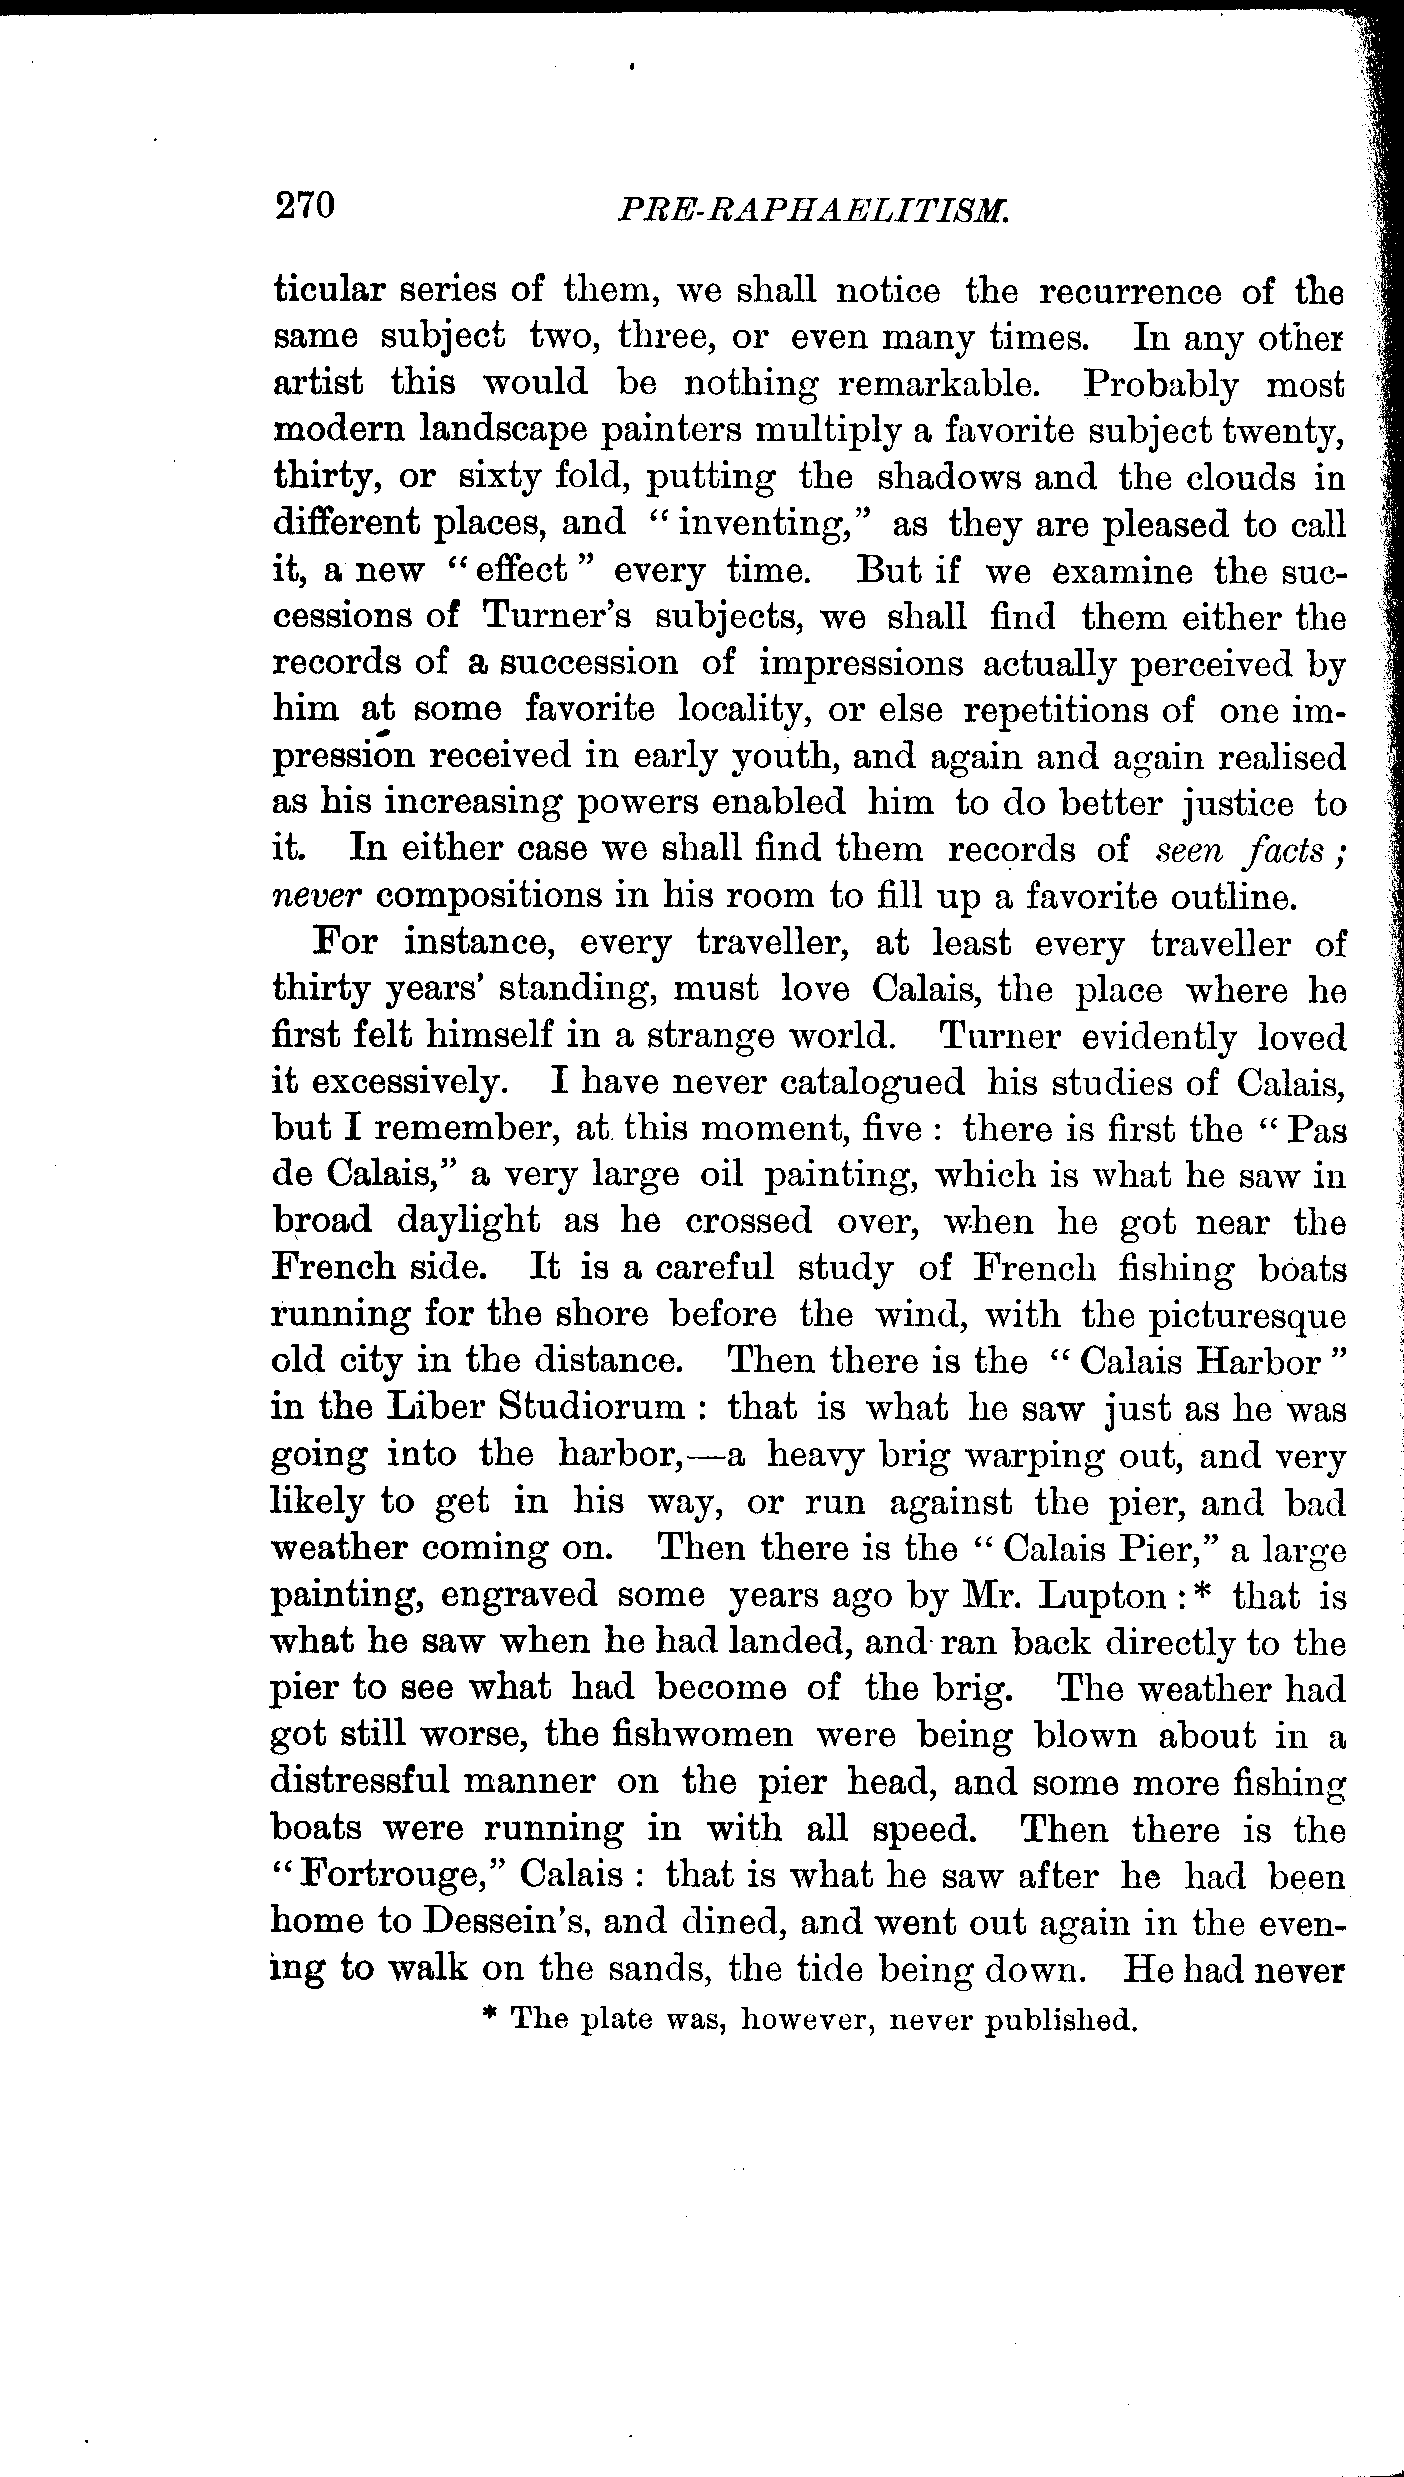 270 PRE-RAPHAELITISM.
ticular series of them, we shall notice the recurrence of the
same subject two, three, or even many times. In any other
artist this would be nothing remarkable. Probably most
modern landscape painters multiply a favorite subject twenty,
thirty, or sixty fold, putting the shadows and the clouds in
different places, and “inventing,” as they are pleased to call
it, a new “effect” every time. But if we examine the suc-
cessions of Turner's subjects, we shall find them either the
records of a succession of impressions actually perceived by
him at some favorite locality, or else repetitions of one im-
pression received in early youth, and again and again realised
as his increasing powers enabled him to do better justice to
it. In either case we shall find them records of seen facts;
never compositions in his room to fill up a favorite outline.
For instance, every traveller, at least every traveller of
thirty years' standing, must love Calais, the place where he
first felt himself in a strange world. Turner evidently loved
it excessively. I have never catalogued his studies of Calais,
but I remember, at this moment, five: there is first the “Pas
de Calais,” a very large oil painting, which is what he saw in
broad daylight as he crossed over, when he got near the
French side. It is a careful study of French fishing boats
running for the shore before the wind, with the picturesque
old city in the distance. Then there is the “Calais Harbor”
in the Liber Studiorum: that is what he saw just as he was
going into the harbor,—a heavy brig warping out, and very
likely to get in his way, or run against the pier, and bad
weather coming on. Then there is the “Calais Pier,” a large
painting, engraved some years ago by Mr. Lupton:* that is
what he saw when he had landed, and ran back directly to the
pier to see what had become of the brig. The weather had
got still worse, the fishwomen were being blown about in a
distressful manner on the pier head, and some more fishing
boats were running in with all speed. Then there is the
“Fortrouge,” Calais: that is what he saw after he had been
home to Dessein's, and dined, and went out again in the even-
ing to walk on the sands, the tide being down. He had never
* The plate was, however, never published.